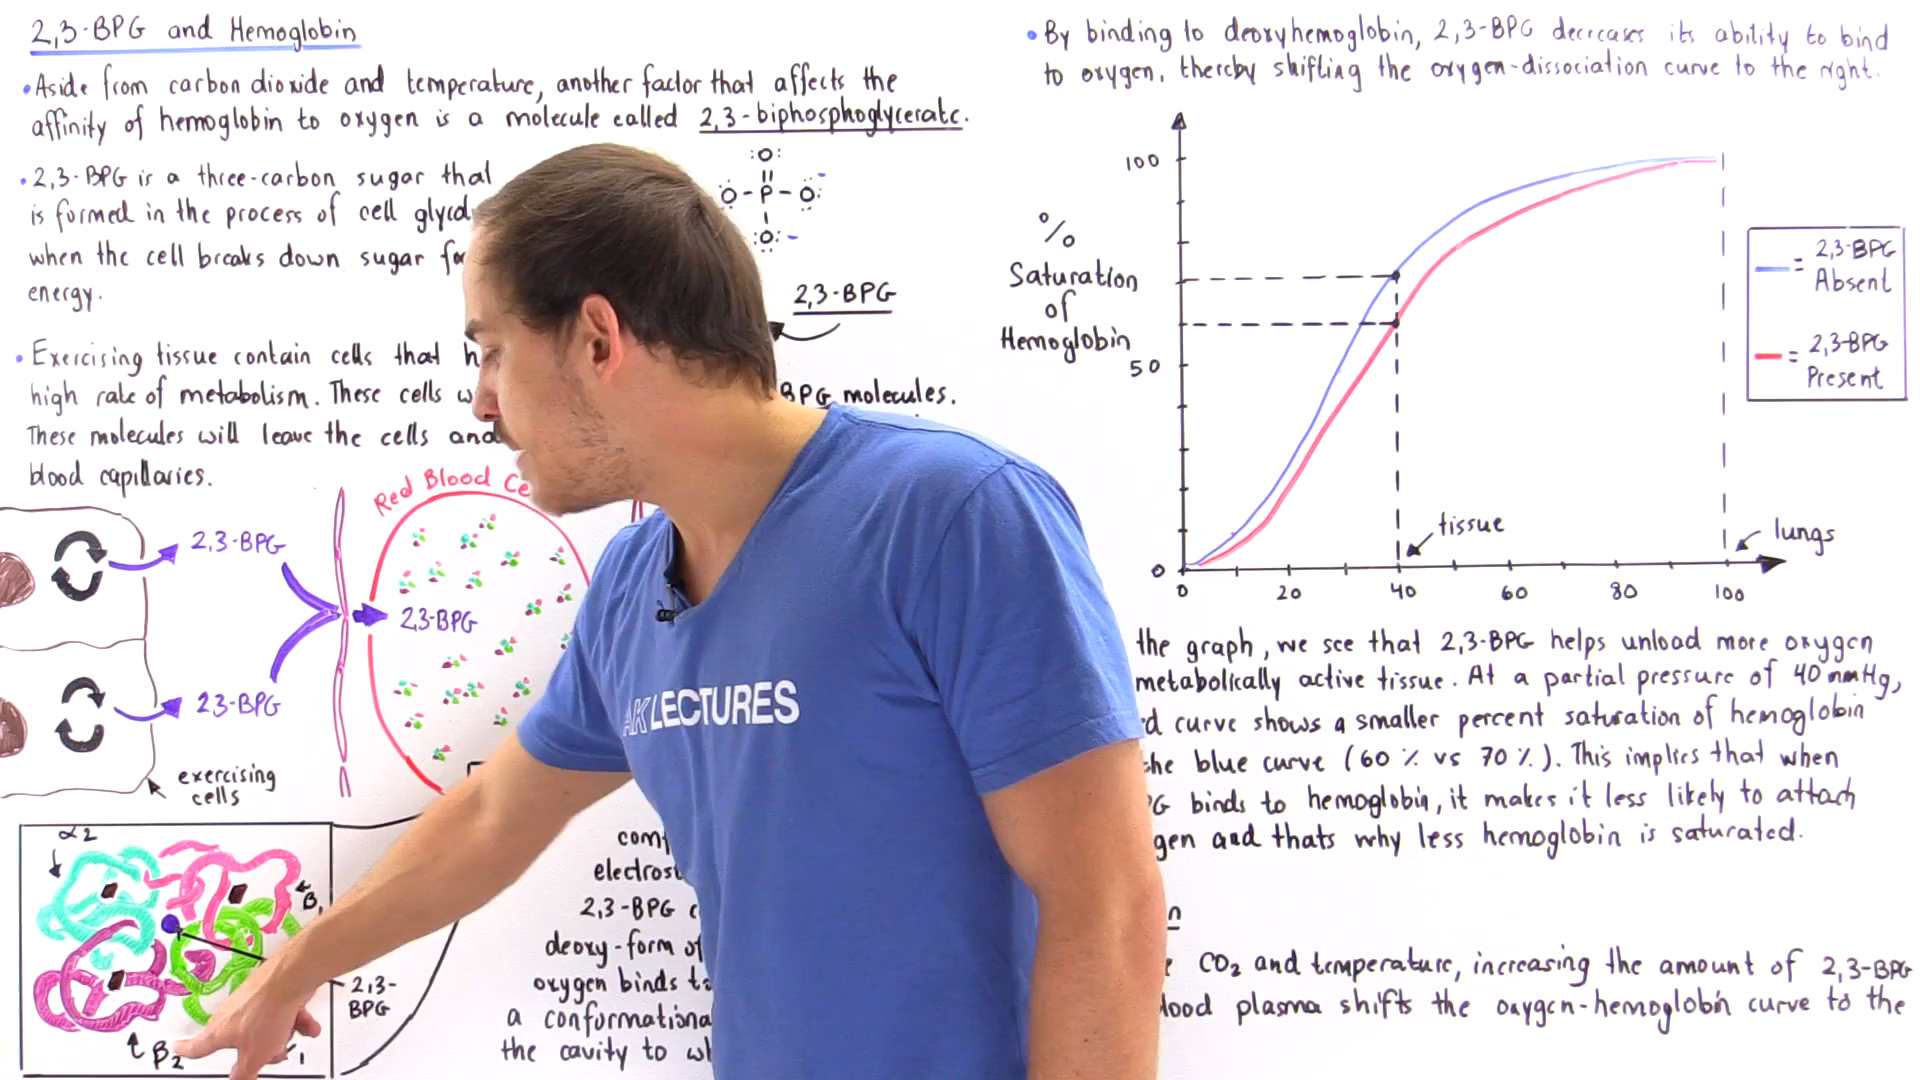 2,3-BPG and Hemoglobin
•Aside from carbon dioxide and temperature, another factor that affects the
affinity of hemoglobin to oxygen is a molecule called 2,3-biphosphoglycerate.
•2,3-BPG is a three-carbon sugar that
is formed in the process of cell
when the cell breaks down sugar
energy.
:O:
O-P-O: -
:O: -
2,3-BPG
•Exercising tissue contain cells that
high rate of metabolism. These cells
BPG molecules.
These molecules will leave the cells and
blood capillaries.
Red Blood
2,3-BPG
2,3-BPG
2,3-BPG
exercising
cells
α2
β1
β2
2,3-
BPG
2,3-BPG
deoxy-form of
oxygen binds
a
the cavity to
AK LECTURES
•By binding to deoxyhemoglobin, 2,3-BPG decreases its ability to bind
to oxygen, thereby shifting the oxygen-dissociation curve to the right.
%
Saturation
of
Hemoglobin
100
50
0
0 20 40 60 80 100
tissue
lungs
= 2,3-BPG
Absent
= 2,3-BPG
Present
the graph, we see that 2,3-BPG helps unload more oxygen
metabolically active tissue. At a partial pressure of 40 mmHg,
curve shows a smaller percent saturation of hemoglobin
the blue curve (60 % vs 70 %). This implies that when
binds to hemoglobin, it makes it less likely to attach
and thats why less hemoglobin is saturated.
CO2 and temperature, increasing the amount of 2,3-BPG
plasma shifts the oxygen-hemoglobin curve to the